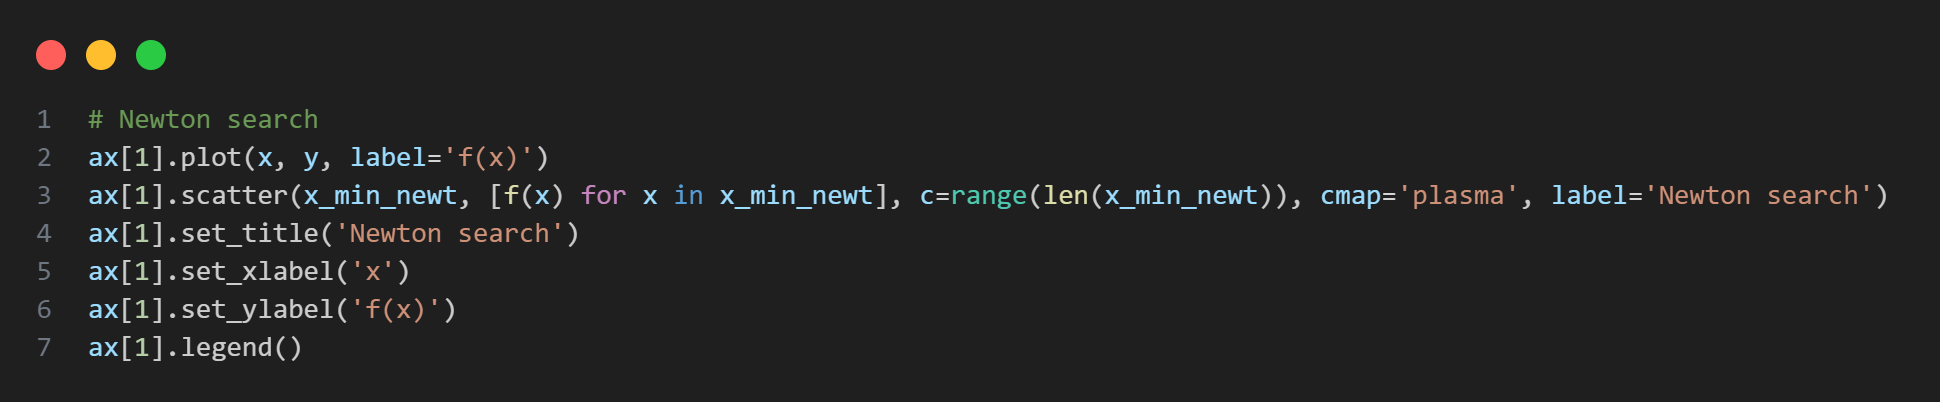 1 # Newton search
2 ax[1].plot(x, y, label='f(x)')
3 ax[1].scatter(x_min_newt, [f(x) for x in x_min_newt], c=range(len(x_min_newt)), cmap='plasma', label='Newton search')
4 ax[1].set_title('Newton search')
5 ax[1].set_xlabel('x')
6 ax[1].set_ylabel('f(x)')
7 ax[1].legend()